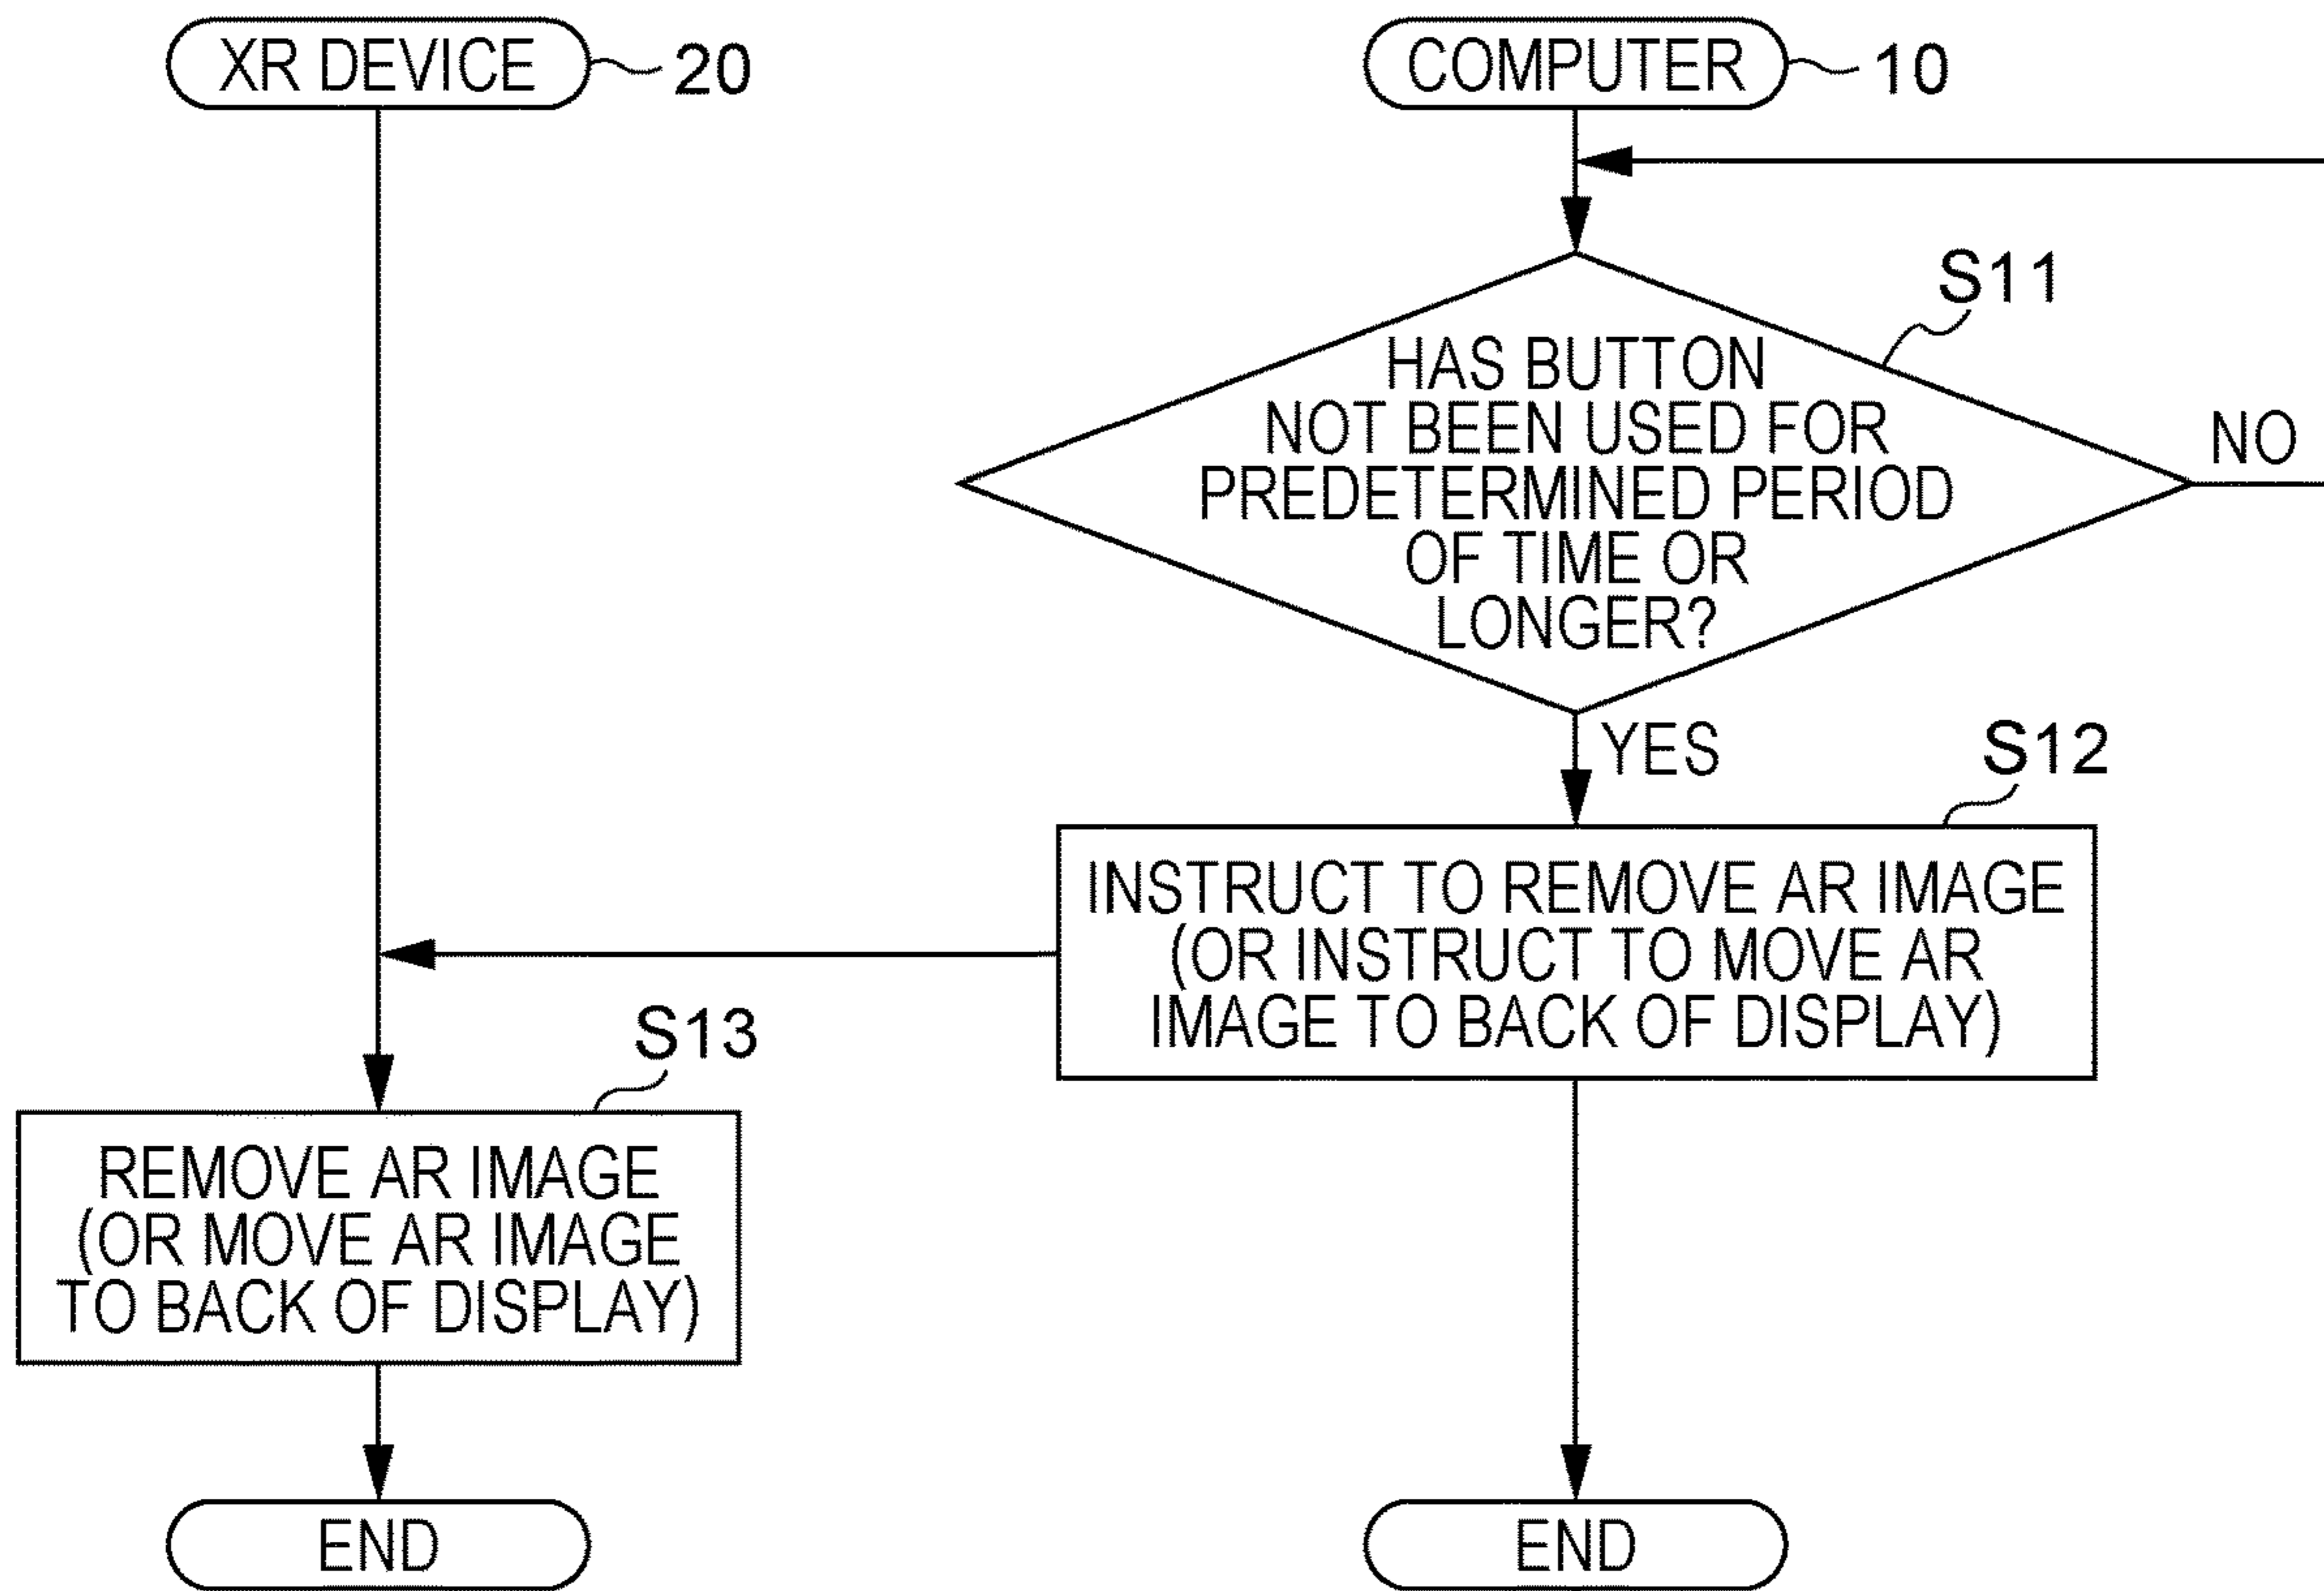 XR DEVICE
20
COMPUTER
10
S11
HAS BUTTON
NOT BEEN USED FOR
PREDETERMINED PERIOD
OF TIME OR
LONGER?
NO
YES
S12
INSTRUCT TO REMOVE AR IMAGE
(OR INSTRUCT TO MOVE AR
IMAGE TO BACK OF DISPLAY)
S13
REMOVE AR IMAGE
(OR MOVE AR IMAGE
TO BACK OF DISPLAY)
END
END